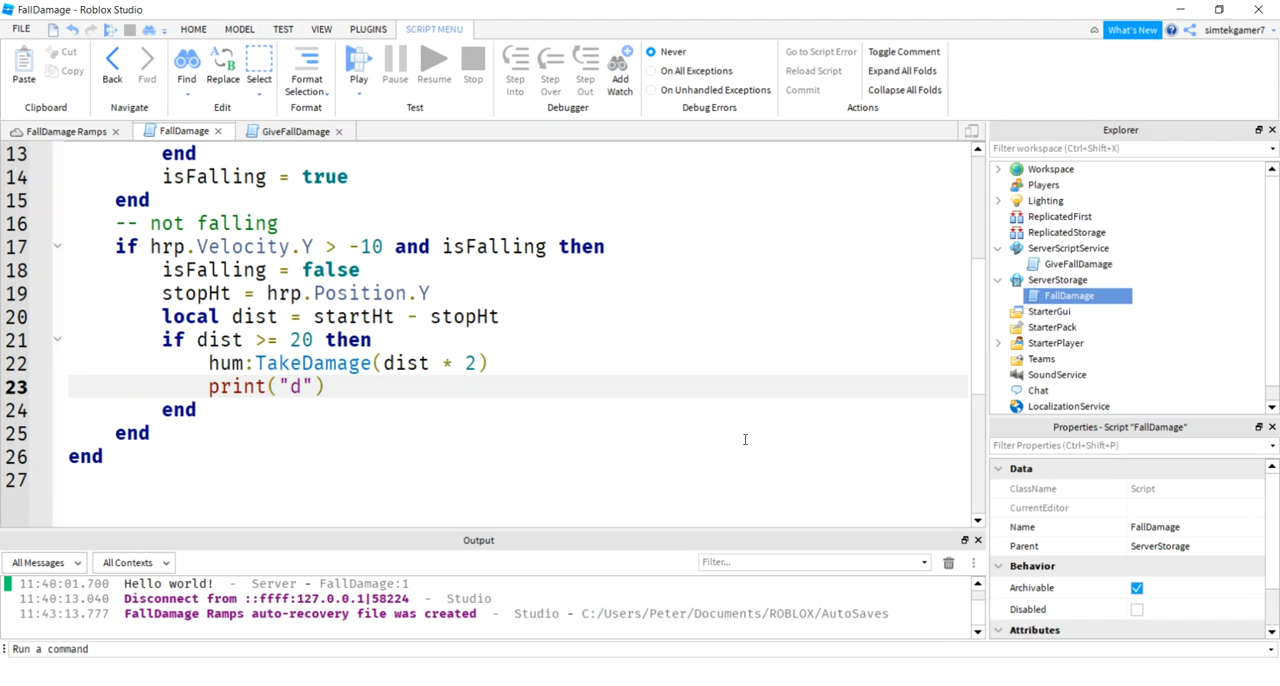 FallDamage - Roblox Studio
FILE HOME MODEL TEST VIEW PLUGINS SCRIPT MENU What's New simtekgamer7
Paste Cut Copy Back Fwd Find Replace Select Format Selection Play Pause Resume Stop Step Into Step Over Step Out Add Watch
Never On All Exceptions On Unhandled Exceptions
Go to Script Error Reload Script Commit
Toggle Comment Expand All Folds Collapse All Folds
Clipboard Navigate Edit Format Test Debugger Debug Errors Actions
FallDamage Ramps FallDamage GiveFallDamage
13 end
14 isFalling = true
15 end
16 -- not falling
17 if hrp.Velocity.Y > -10 and isFalling then
18 isFalling = false
19 stopHt = hrp.Position.Y
20 local dist = startHt - stopHt
21 if dist >= 20 then
22 hum:TakeDamage(dist * 2)
23 print("d")
24 end
25 end
26 end
27
Explorer
Filter workspace (Ctrl+Shift+X)
Workspace
Players
Lighting
ReplicatedFirst
ReplicatedStorage
ServerScriptService
GiveFallDamage
ServerStorage
FallDamage
StarterGui
StarterPack
StarterPlayer
Teams
SoundService
Chat
LocalizationService
Properties - Script "FallDamage"
Filter Properties (Ctrl+Shift+P)
Data
ClassName Script
CurrentEditor
Name FallDamage
Parent ServerStorage
Behavior
Archivable
Disabled
Attributes
Output
All Messages All Contexts Filter...
11:40:01.700 Hello world! - Server - FallDamage:1
11:40:13.040 Disconnect from ::ffff:127.0.0.1|58224 - Studio
11:43:13.777 FallDamage Ramps auto-recovery file was created - Studio - C:/Users/Peter/Documents/ROBLOX/AutoSaves
Run a command